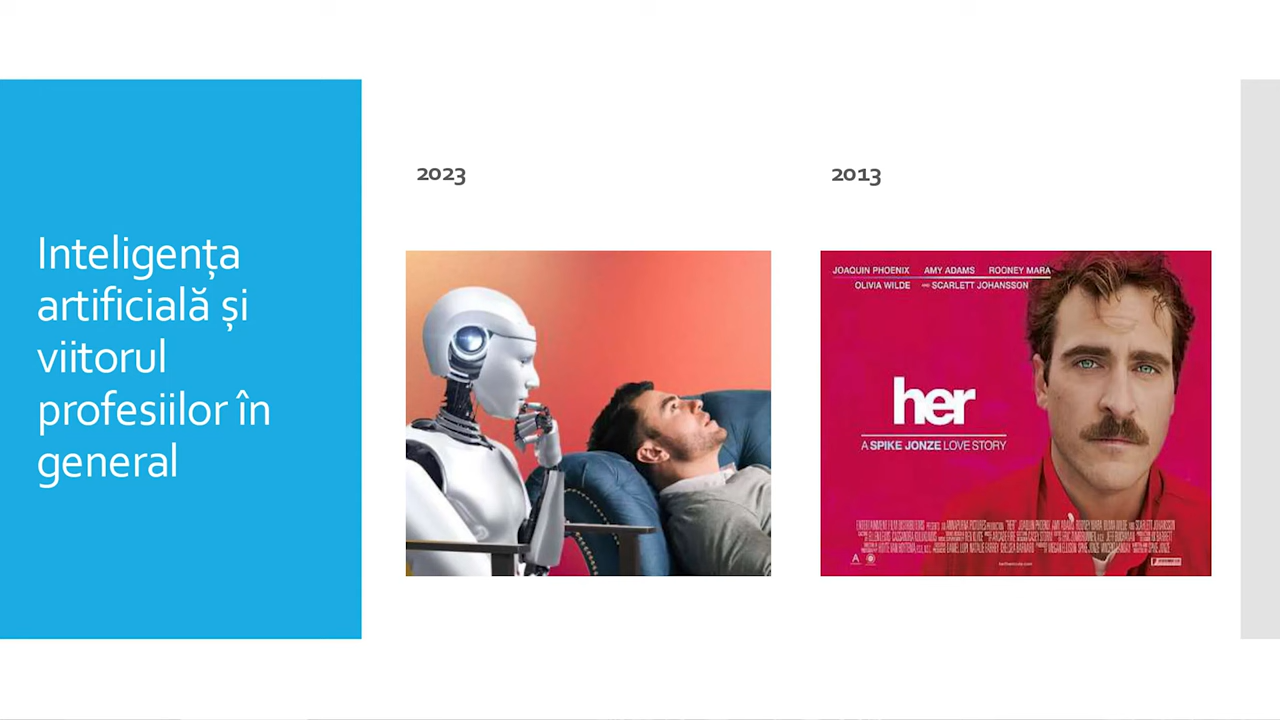 Inteligența
artificială și
viitorul
profesiilor în
general
2023
2013
JOAQUIN PHOENIX AMY ADAMS ROONEY MARA
OLIVIA WILDE AND SCARLETT JOHANSSON
her
A SPIKE JONZE LOVE STORY